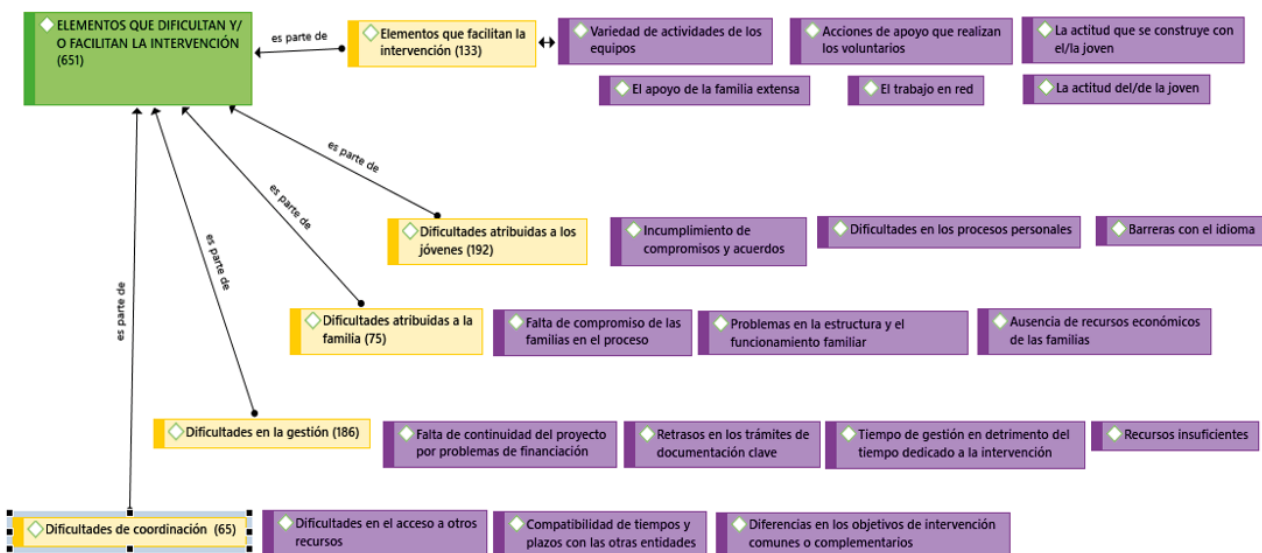 ELEMENTOS QUE DIFICULTAN Y/
O FACILITAN LA INTERVENCIÓN
(651)
es parte de
Elementos que facilitan la
intervención (133)
Variedad de actividades de los
equipos
Acciones de apoyo que realizan
los voluntarios
La actitud que se construye con
el/la joven
El apoyo de la familia extensa
El trabajo en red
La actitud del/de la joven
es parte de
Dificultades atribuidas a los
jóvenes (192)
Incumplimiento de
compromisos y acuerdos
Dificultades en los procesos personales
Barreras con el idioma
es parte de
Dificultades atribuidas a la
familia (75)
Falta de compromiso de las
familias en el proceso
Problemas en la estructura y el
funcionamiento familiar
Ausencia de recursos económicos
de las familias
es parte de
Dificultades en la gestión (186)
Falta de continuidad del proyecto
por problemas de financiación
Retrasos en los trámites de
documentación clave
Tiempo de gestión en detrimento del
tiempo dedicado a la intervención
Recursos insuficientes
es parte de
Dificultades de coordinación (65)
Dificultades en el acceso a otros
recursos
Compatibilidad de tiempos y
plazos con las otras entidades
Diferencias en los objetivos de intervención
comunes o complementarios